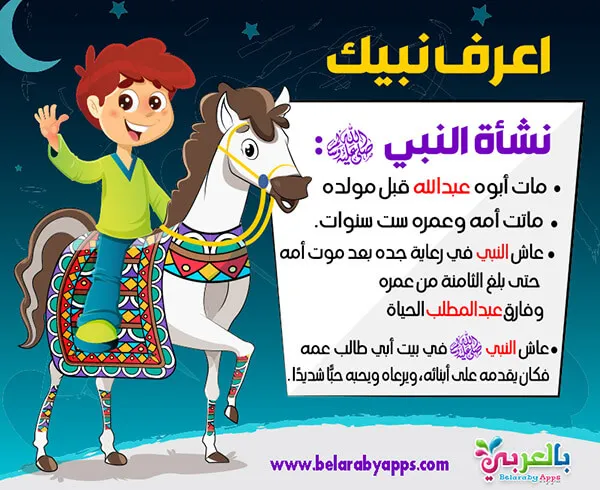 اعرف نبيك
نشأة النبي ﷺ :
• مات أبوه عبدالله قبل مولده
• ماتت أمه وعمره ست سنوات.
• عاش النبي في رعاية جده بعد موت أمه
حتى بلغ الثامنة من عمره
وفارق عبدالمطلب الحياة
• عاش النبي ﷺ في بيت أبي طالب عمه
فكان يقدمه على أبنائه، ويرعاه ويحبه حبًّا شديدًا.
www.belarabyapps.com
بالعربي
Belaraby Apps